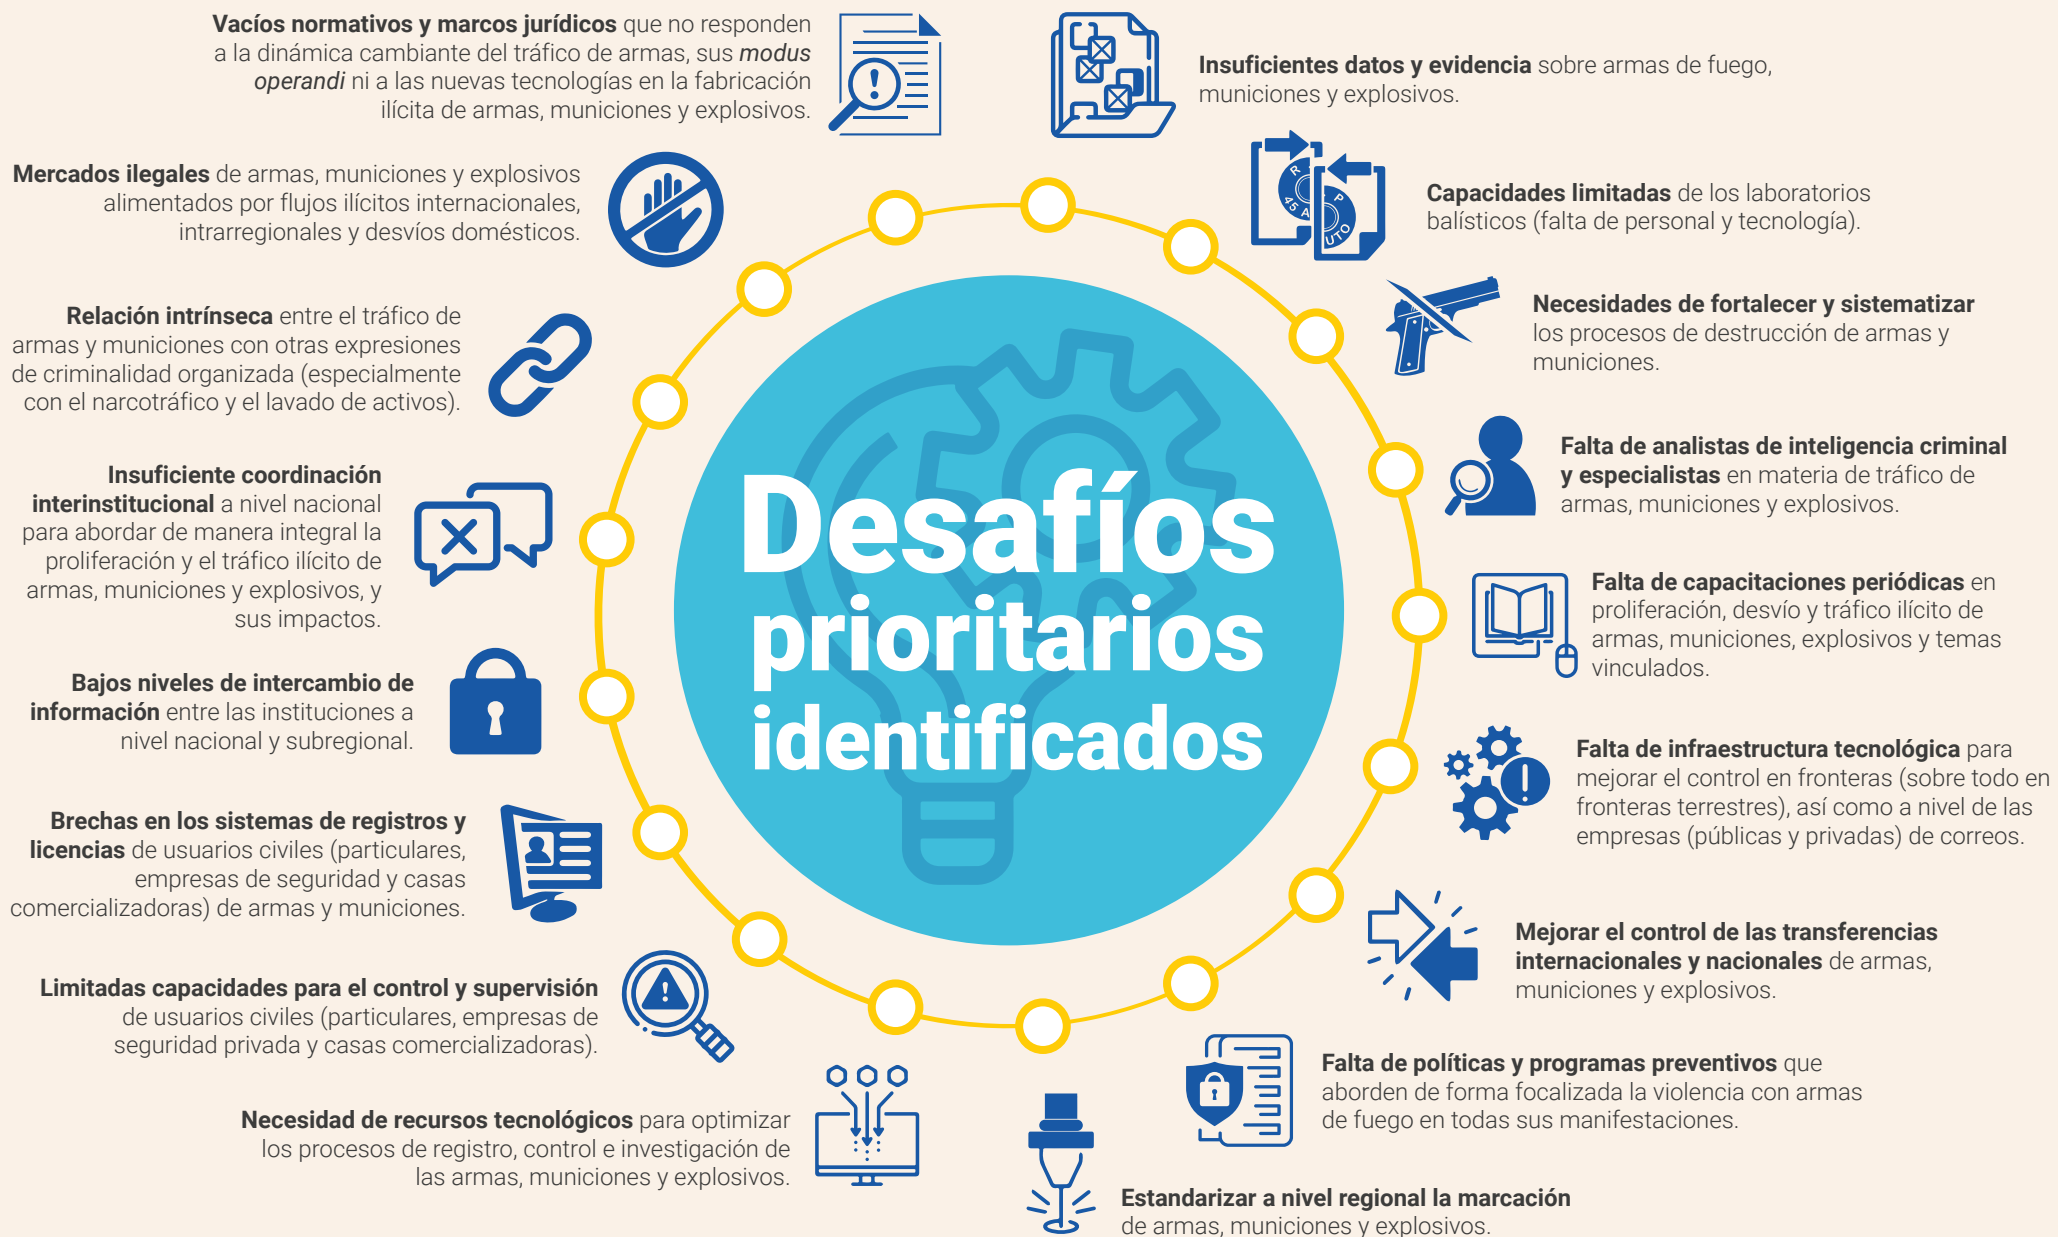 Vacíos normativos y marcos jurídicos que no responden
a la dinámica cambiante del tráfico de armas, sus modus
operandi ni a las nuevas tecnologías en la fabricación
ilícita de armas, municiones y explosivos.
Mercados ilegales de armas, municiones y explosivos
alimentados por flujos ilícitos internacionales,
intrarregionales y desvíos domésticos.
Relación intrínseca entre el tráfico de
armas y municiones con otras expresiones
de criminalidad organizada (especialmente
con el narcotráfico y el lavado de activos).
Insuficiente coordinación
interinstitucional a nivel nacional
para abordar de manera integral la
proliferación y el tráfico ilícito de
armas, municiones y explosivos, y
sus impactos.
Bajos niveles de intercambio de
información entre las instituciones a
nivel nacional y subregional.
Brechas en los sistemas de registros y
licencias de usuarios civiles (particulares,
empresas de seguridad y casas
comercializadoras) de armas y municiones.
Limitadas capacidades para el control y supervisión
de usuarios civiles (particulares, empresas de
seguridad privada y casas comercializadoras).
Necesidad de recursos tecnológicos para optimizar
los procesos de registro, control e investigación de
las armas, municiones y explosivos.
Desafíos
prioritarios
identificados
Insuficientes datos y evidencia sobre armas de fuego,
municiones y explosivos.
R P
45 AUTO
Capacidades limitadas de los laboratorios
balísticos (falta de personal y tecnología).
Necesidades de fortalecer y sistematizar
los procesos de destrucción de armas y
municiones.
Falta de analistas de inteligencia criminal
y especialistas en materia de tráfico de
armas, municiones y explosivos.
Falta de capacitaciones periódicas en
proliferación, desvío y tráfico ilícito de
armas, municiones, explosivos y temas
vinculados.
Falta de infraestructura tecnológica para
mejorar el control en fronteras (sobre todo en
fronteras terrestres), así como a nivel de las
empresas (públicas y privadas) de correos.
Mejorar el control de las transferencias
internacionales y nacionales de armas,
municiones y explosivos.
Falta de políticas y programas preventivos que
aborden de forma focalizada la violencia con armas
de fuego en todas sus manifestaciones.
Estandarizar a nivel regional la marcación
de armas, municiones y explosivos.